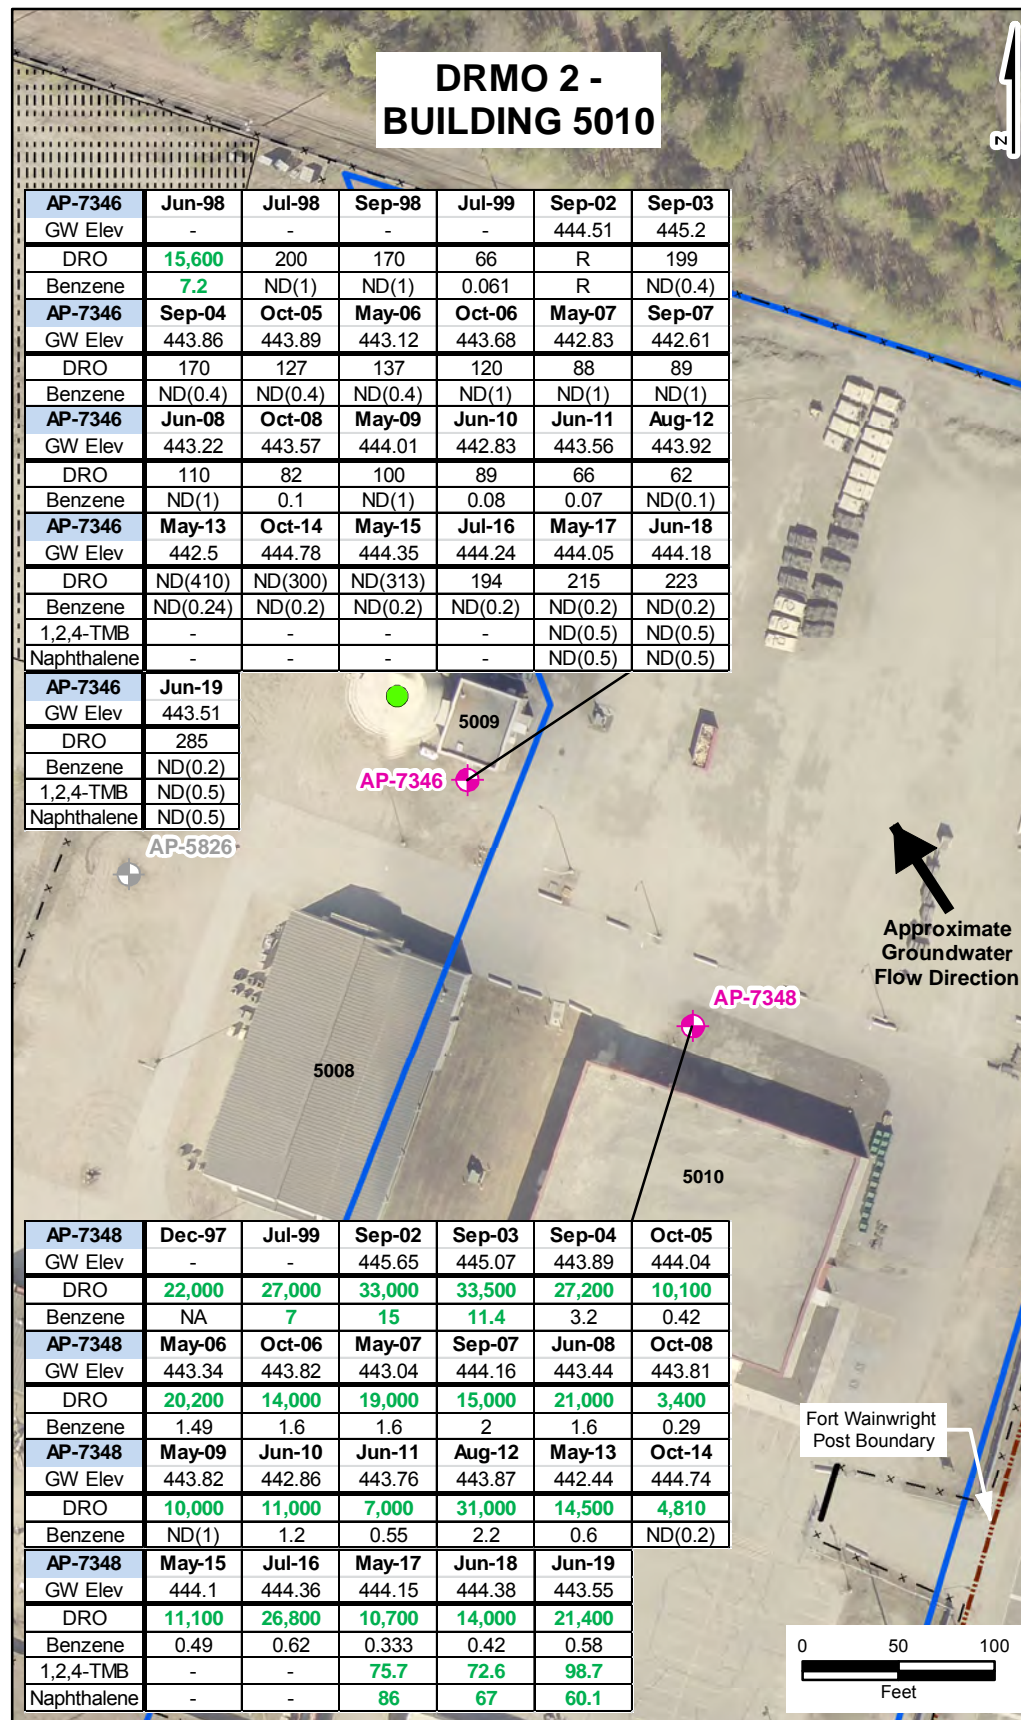 DRMO 2 -
BUILDING 5010
N
AP-7346 Jun-98 Jul-98 Sep-98 Jul-99 Sep-02 Sep-03
GW Elev - - - - 444.51 445.2
DRO 15,600 200 170 66 R 199
Benzene 7.2 ND(1) ND(1) 0.061 R ND(0.4)
AP-7346 Sep-04 Oct-05 May-06 Oct-06 May-07 Sep-07
GW Elev 443.86 443.89 443.12 443.68 442.83 442.61
DRO 170 127 137 120 88 89
Benzene ND(0.4) ND(0.4) ND(0.4) ND(1) ND(1) ND(1)
AP-7346 Jun-08 Oct-08 May-09 Jun-10 Jun-11 Aug-12
GW Elev 443.22 443.57 444.01 442.83 443.56 443.92
DRO 110 82 100 89 66 62
Benzene ND(1) 0.1 ND(1) 0.08 0.07 ND(0.1)
AP-7346 May-13 Oct-14 May-15 Jul-16 May-17 Jun-18
GW Elev 442.5 444.78 444.35 444.24 444.05 444.18
DRO ND(410) ND(300) ND(313) 194 215 223
Benzene ND(0.24) ND(0.2) ND(0.2) ND(0.2) ND(0.2) ND(0.2)
1,2,4-TMB - - - - ND(0.5) ND(0.5)
Naphthalene - - - - ND(0.5) ND(0.5)
AP-7346 Jun-19
GW Elev 443.51
DRO 285
Benzene ND(0.2)
1,2,4-TMB ND(0.5)
Naphthalene ND(0.5)
5009
AP-7346
AP-5826
Approximate
Groundwater
Flow Direction
AP-7348
5008
5010
AP-7348 Dec-97 Jul-99 Sep-02 Sep-03 Sep-04 Oct-05
GW Elev - - 445.65 445.07 443.89 444.04
DRO 22,000 27,000 33,000 33,500 27,200 10,100
Benzene NA 7 15 11.4 3.2 0.42
AP-7348 May-06 Oct-06 May-07 Sep-07 Jun-08 Oct-08
GW Elev 443.34 443.82 443.04 444.16 443.44 443.81
DRO 20,200 14,000 19,000 15,000 21,000 3,400
Benzene 1.49 1.6 1.6 2 1.6 0.29
AP-7348 May-09 Jun-10 Jun-11 Aug-12 May-13 Oct-14
GW Elev 443.82 442.86 443.76 443.87 442.44 444.74
DRO 10,000 11,000 7,000 31,000 14,500 4,810
Benzene ND(1) 1.2 0.55 2.2 0.6 ND(0.2)
AP-7348 May-15 Jul-16 May-17 Jun-18 Jun-19
GW Elev 444.1 444.36 444.15 444.38 443.55
DRO 11,100 26,800 10,700 14,000 21,400
Benzene 0.49 0.62 0.333 0.42 0.58
1,2,4-TMB - - 75.7 72.6 98.7
Naphthalene - - 86 67 60.1
Fort Wainwright
Post Boundary
0 50 100
Feet